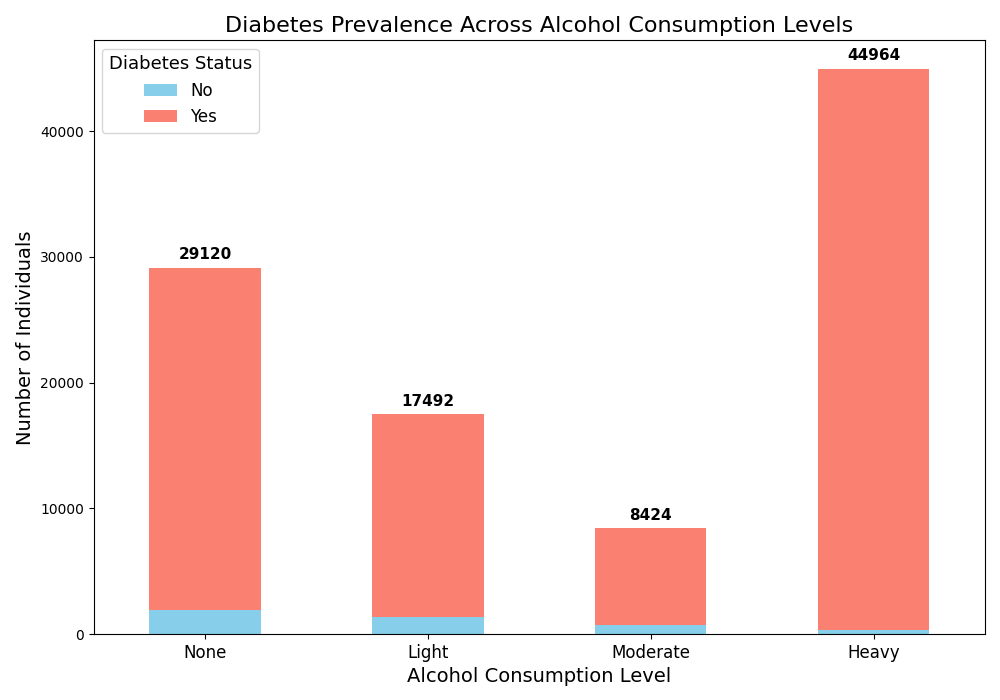 Diabetes Prevalence Across Alcohol Consumption Levels
Diabetes Status
No
Yes
44964
29120
17492
8424
Number of Individuals
40000
30000
20000
10000
0
None
Light
Moderate
Heavy
Alcohol Consumption Level